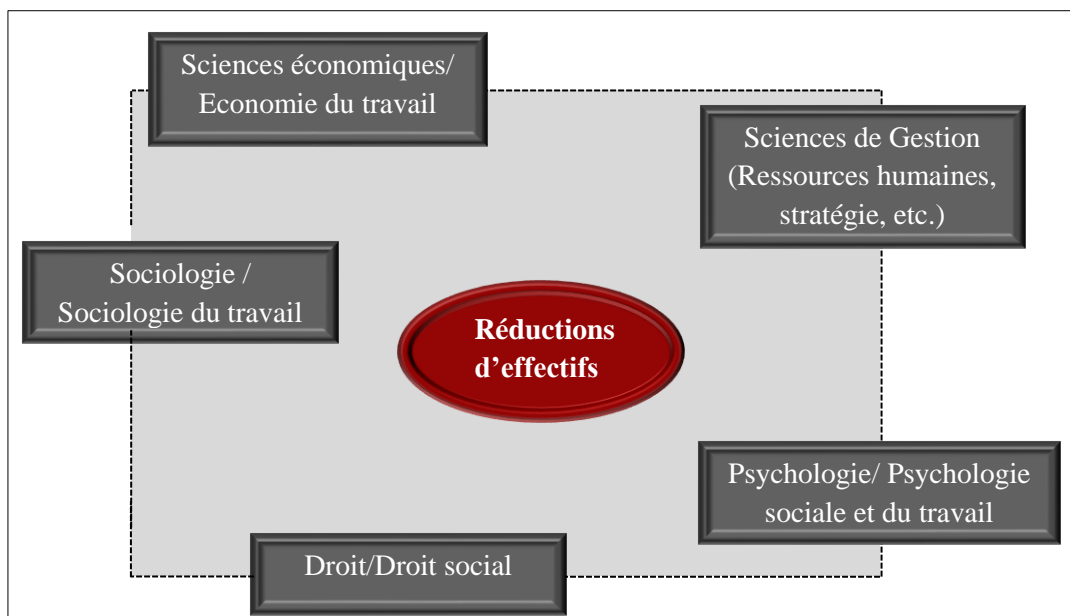 Sciences économiques/
Economie du travail
Sciences de Gestion
(Ressources humaines,
stratégie, etc.)
Sociologie /
Sociologie du travail
Réductions
d’effectifs
Psychologie/ Psychologie
sociale et du travail
Droit/Droit social